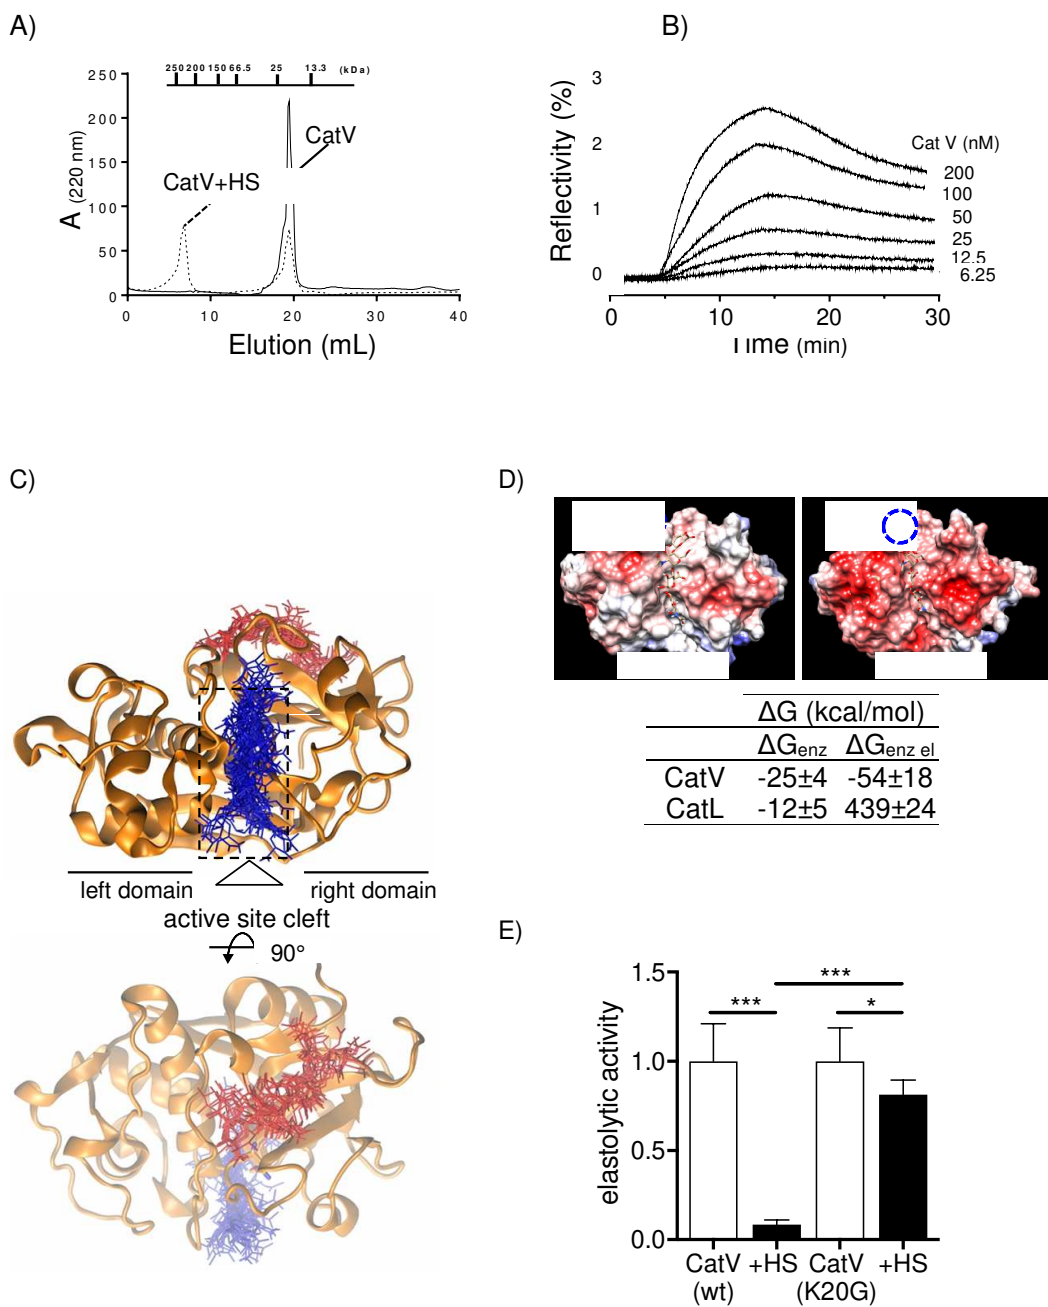 A)
B)
250 200 150 66.5 25 13.3 (kDa)
250
200
150
100
50
0
A (220 nm)
CatV
CatV+HS
0 10 20 30 40
Elution (mL)
3
2
1
0
Reflectivity (%)
Cat V (nM)
200
100
50
25
12.5
6.25
0 10 20 30
Time (min)
C)
D)
left domain
right domain
active site cleft
90°
ΔG (kcal/mol)
ΔGenz ΔGenz el
CatV -25±4 -54±18
CatL -12±5 439±24
E)
1.5
1.0
0.5
0.0
elastolytic activity
***
*** *
CatV +HS CatV +HS
(wt) (K20G)